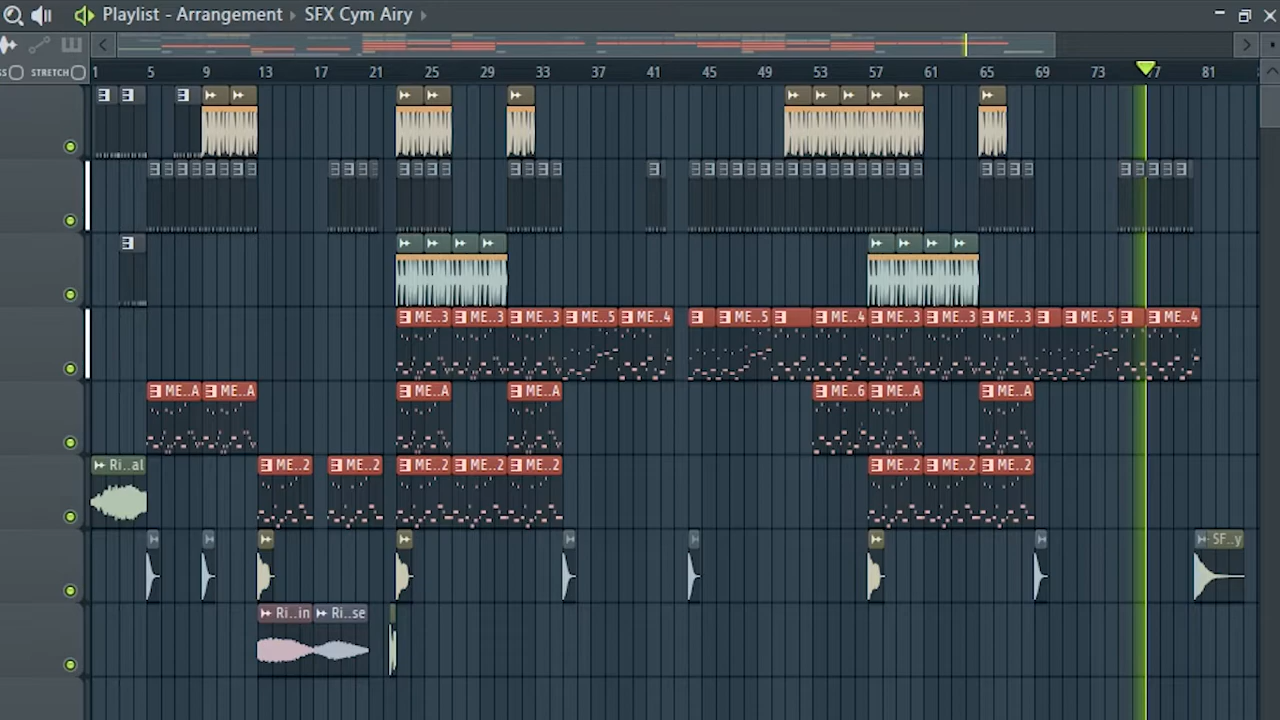 Playlist - Arrangement ▸ SFX Cym Airy ▸
STRETCH
1 5 9 13 17 21 25 29 33 37 41 45 49 53 57 61 65 69 73 77 81
ME..3 ME..3 ME..3 ME..5 ME..4 ME..5 ME..4 ME..3 ME..3 ME..3 ME..5 ME..4
ME..A ME..A ME..A ME..A ME..6 ME..A ME..A
Ri..al ME..2 ME..2 ME..2 ME..2 ME..2 ME..2 ME..2 ME..2
SF..y
Ri..in Ri..se